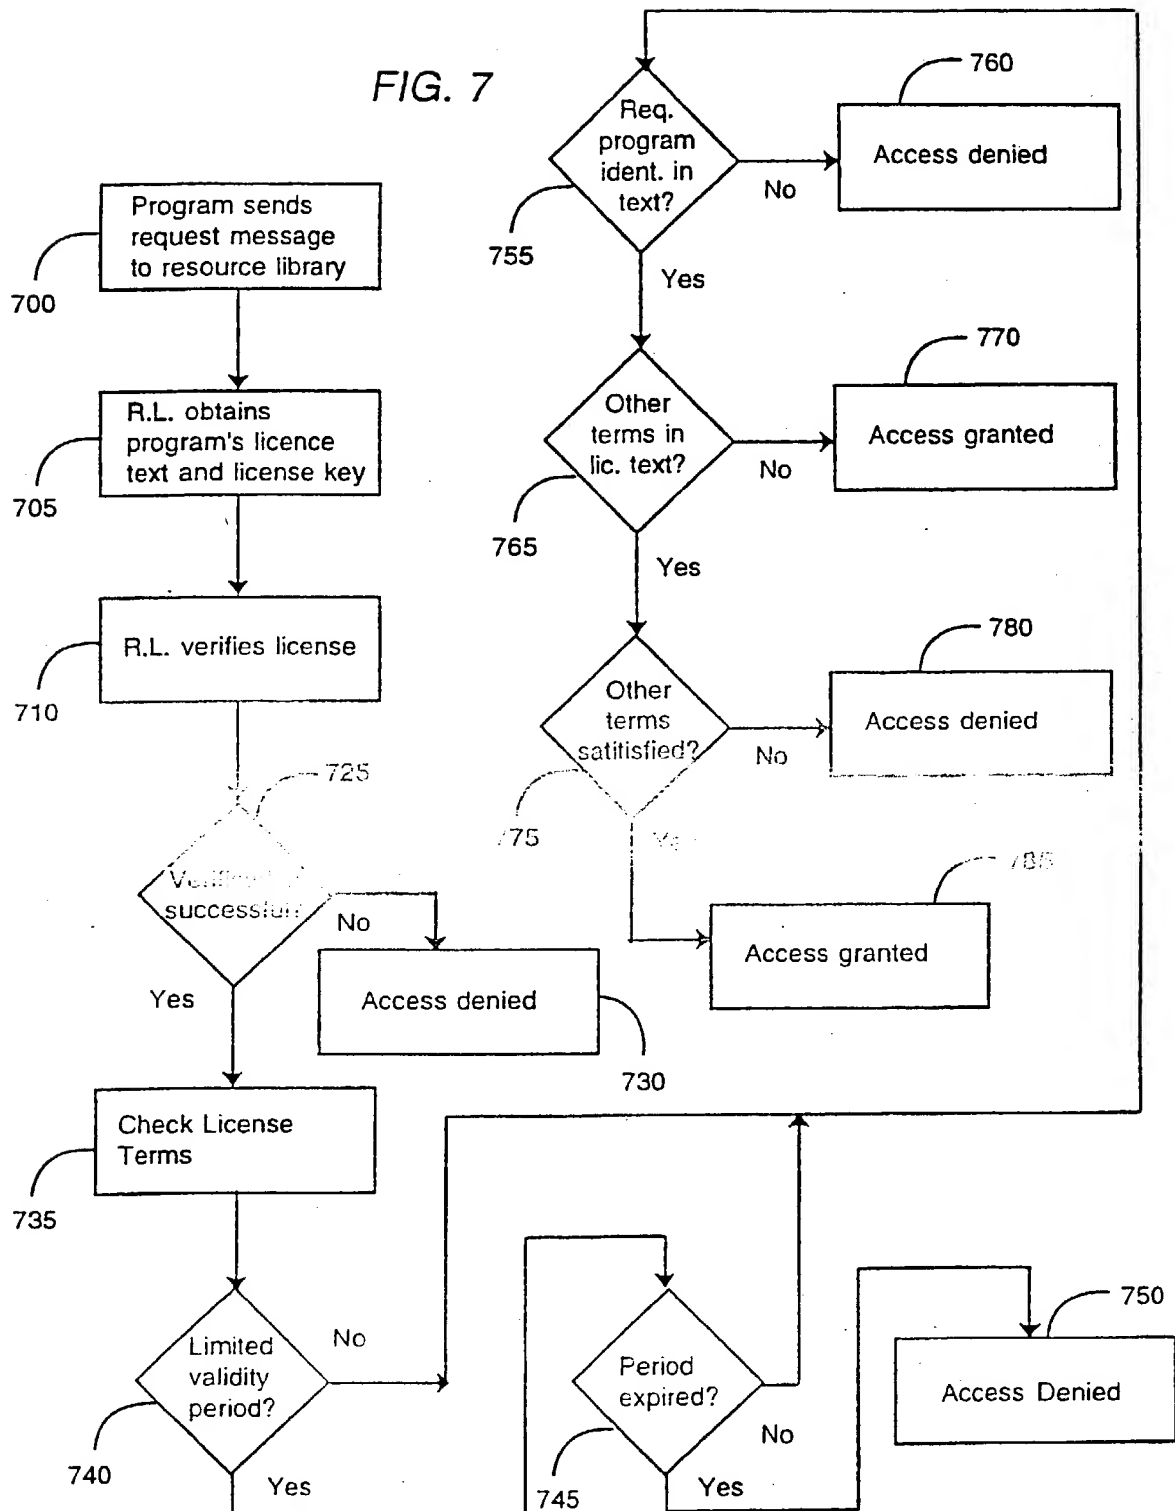 FIG. 7
Program sends
request message
to resource library
700
R.L. obtains
program's licence
text and license key
705
R.L. verifies license
710
725
successful
No
Yes
Access denied
730
Check License
Terms
735
Limited
validity
period?
No
740
Yes
Period
expired?
No
745
Yes
750
Access Denied
Req.
program
ident. in
text?
755
No
760
Access denied
Yes
Other
terms in
lic. text?
765
No
770
Access granted
Yes
Other
terms
satitisfied?
775
No
780
Access denied
785
Access granted